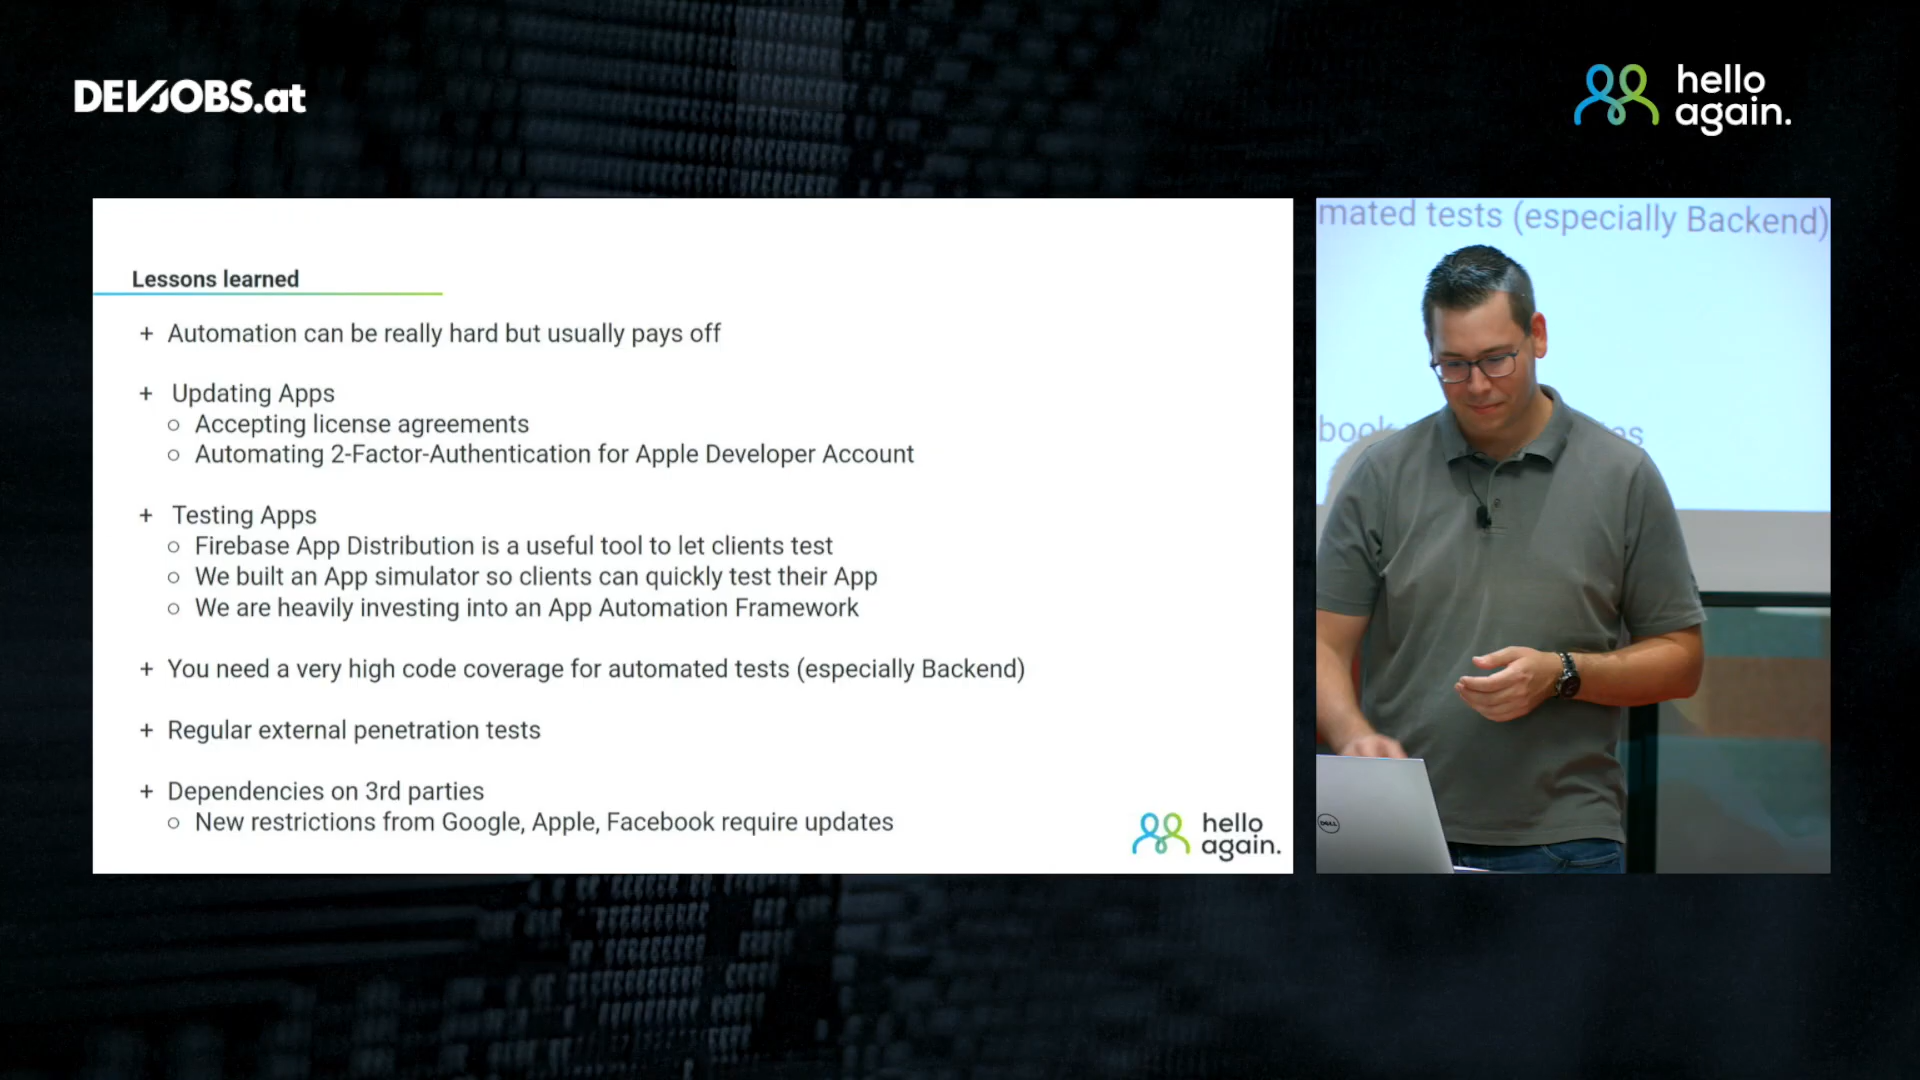 DEVJOBS.at
hello
again.
Lessons learned
+ Automation can be really hard but usually pays off
+ Updating Apps
○ Accepting license agreements
○ Automating 2-Factor-Authentication for Apple Developer Account
+ Testing Apps
○ Firebase App Distribution is a useful tool to let clients test
○ We built an App simulator so clients can quickly test their App
○ We are heavily investing into an App Automation Framework
+ You need a very high code coverage for automated tests (especially Backend)
+ Regular external penetration tests
+ Dependencies on 3rd parties
○ New restrictions from Google, Apple, Facebook require updates
hello
again.
mated tests (especially Backend)
book
DELL